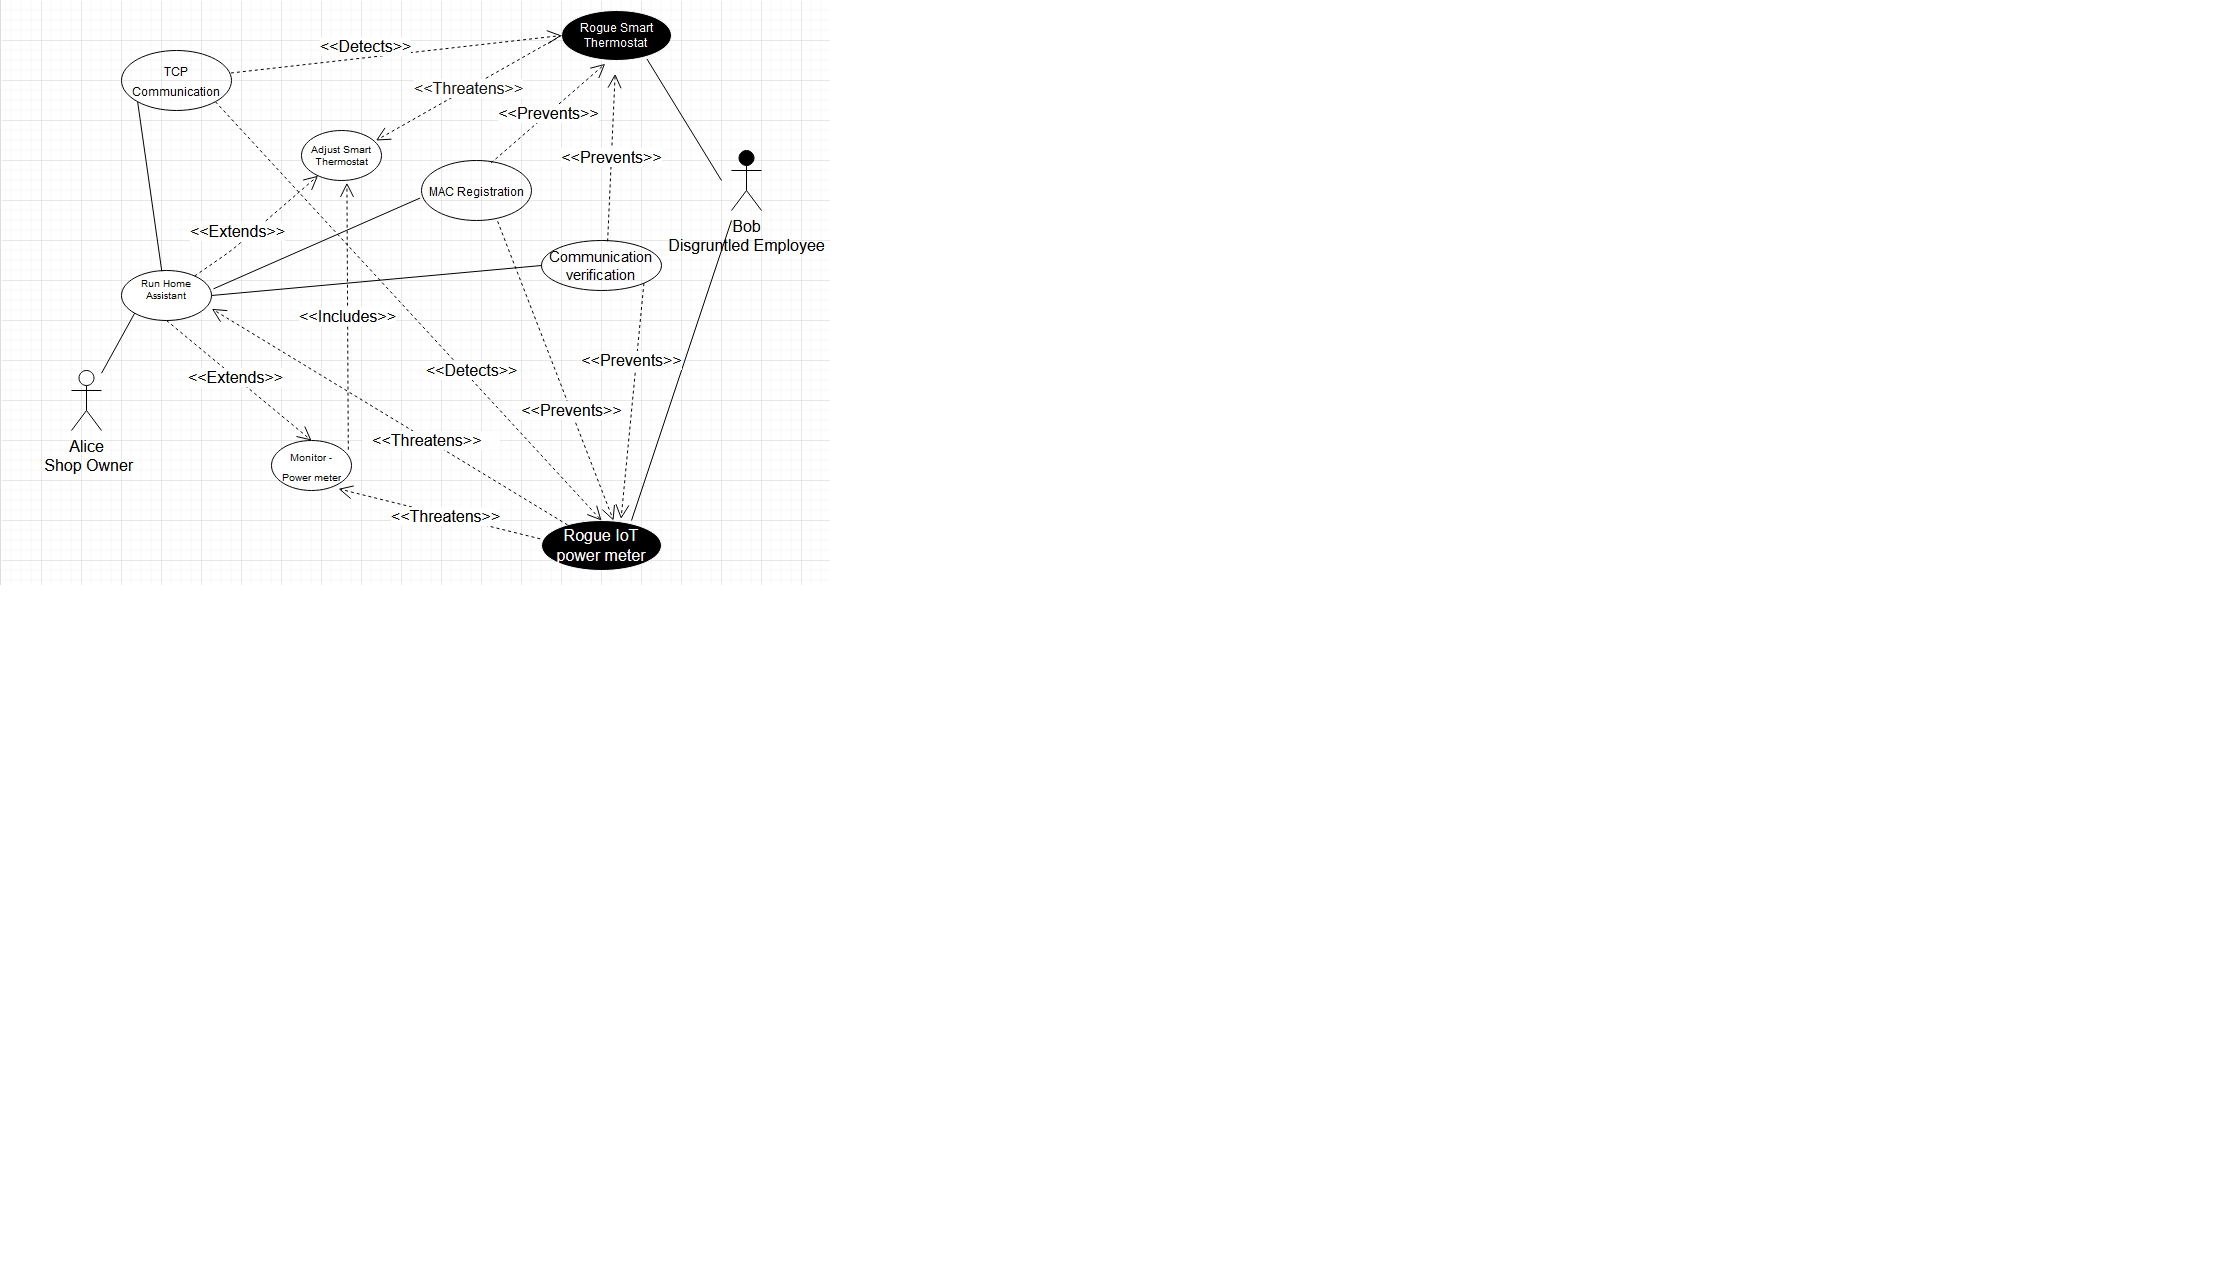 Rogue Smart
Thermostat
<<Detects>>
TCP
Communication
<<Threatens>>
<<Prevents>>
Adjust Smart
Thermostat
<<Prevents>>
MAC Registration
Bob
Disgruntled Employee
<<Extends>>
Communication
verification
Run Home
Assistant
<<Includes>>
<<Prevents>>
<<Detects>>
<<Extends>>
<<Prevents>>
<<Threatens>>
Alice
Shop Owner
Monitor -
Power meter
<<Threatens>>
Rogue IoT
power meter